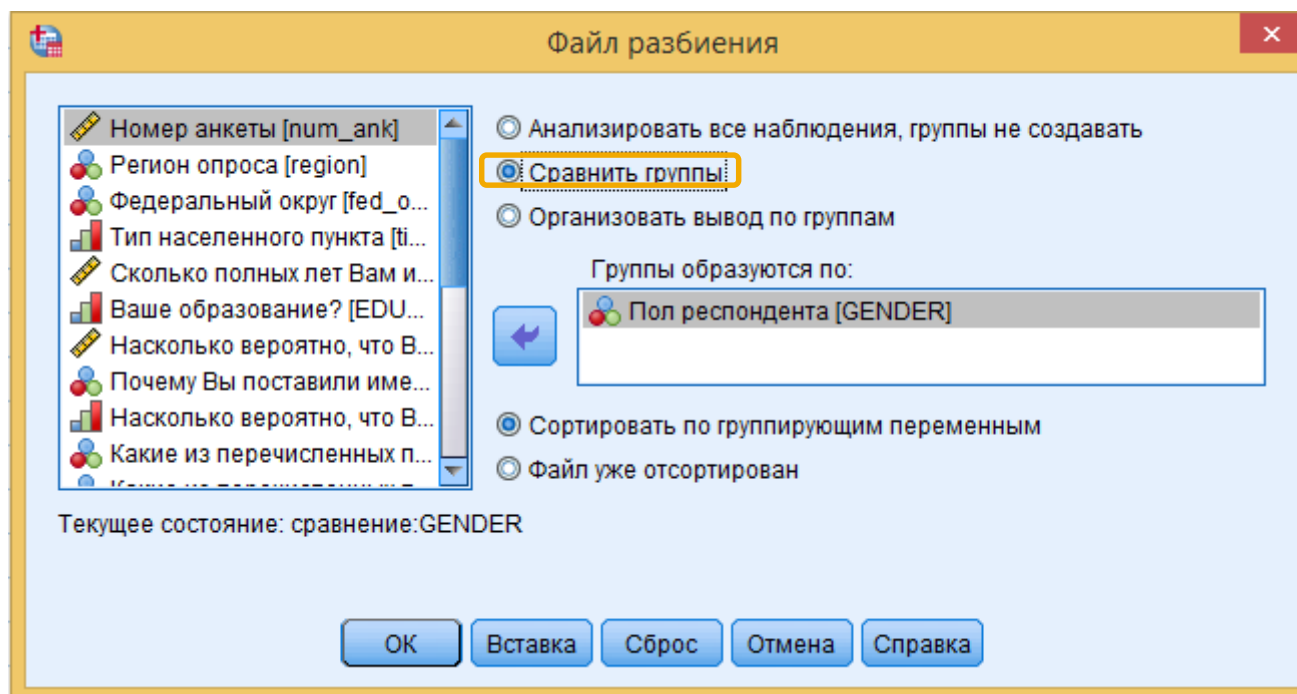 Файл разбиения
Номер анкеты [num_ank]
Регион опроса [region]
Федеральный округ [fed_o...
Тип населенного пункта [ti...
Сколько полных лет Вам и...
Ваше образование? [EDU...
Насколько вероятно, что В...
Почему Вы поставили име...
Насколько вероятно, что В...
Какие из перечисленных п...
Анализировать все наблюдения, группы не создавать
Сравнить группы
Организовать вывод по группам
Группы образуются по:
Пол респондента [GENDER]
Сортировать по группирующим переменным
Файл уже отсортирован
Текущее состояние: сравнение:GENDER
ОК Вставка Сброс Отмена Справка